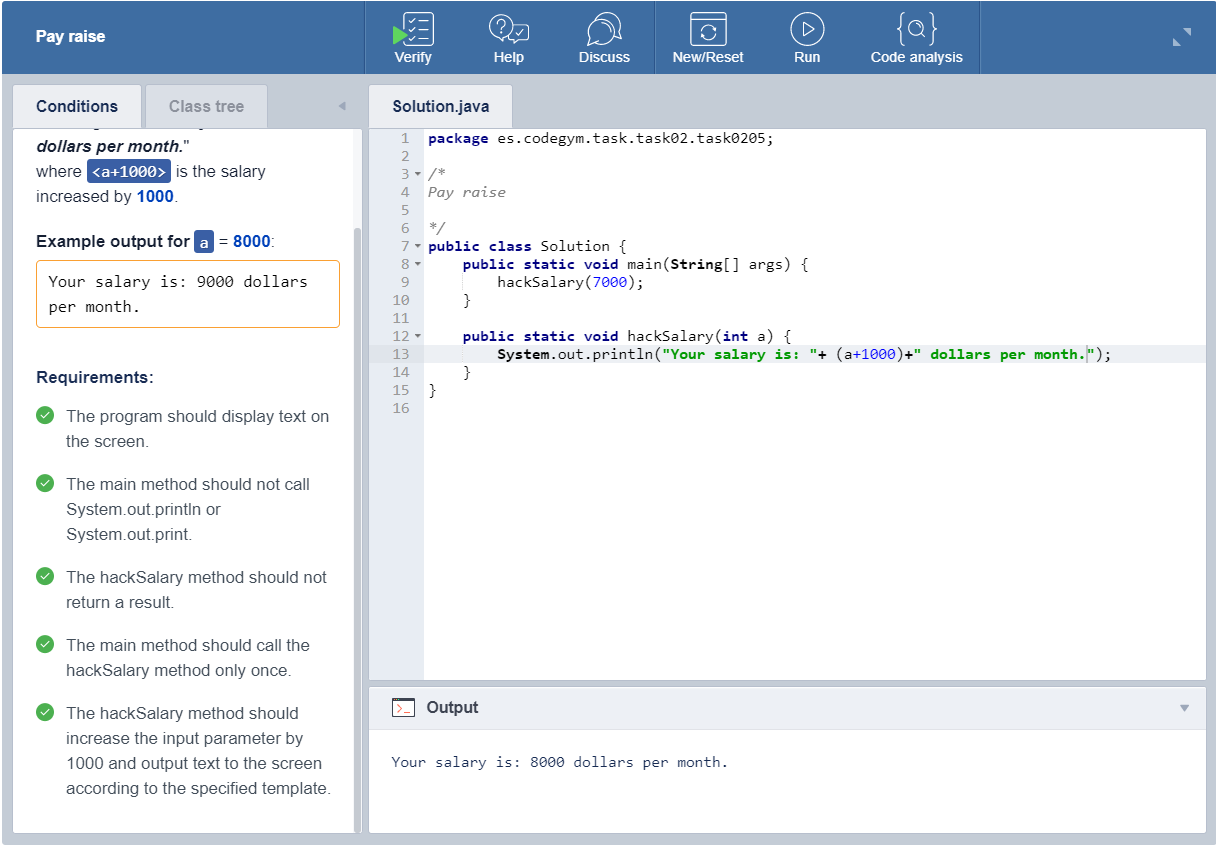 Pay raise
Verify
Help
Discuss
New/Reset
Run
Code analysis
Conditions
Class tree
Solution.java
dollars per month."
where <a+1000> is the salary
increased by 1000.
Example output for a = 8000:
Your salary is: 9000 dollars
per month.
Requirements:
The program should display text on
the screen.
The main method should not call
System.out.println or
System.out.print.
The hackSalary method should not
return a result.
The main method should call the
hackSalary method only once.
The hackSalary method should
increase the input parameter by
1000 and output text to the screen
according to the specified template.
1 package es.codegym.task.task02.task0205;
2
3 /*
4 Pay raise
5
6 */
7 public class Solution {
8     public static void main(String[] args) {
9         hackSalary(7000);
10     }
11
12     public static void hackSalary(int a) {
13         System.out.println("Your salary is: "+ (a+1000)+" dollars per month.");
14     }
15 }
16
Output
Your salary is: 8000 dollars per month.